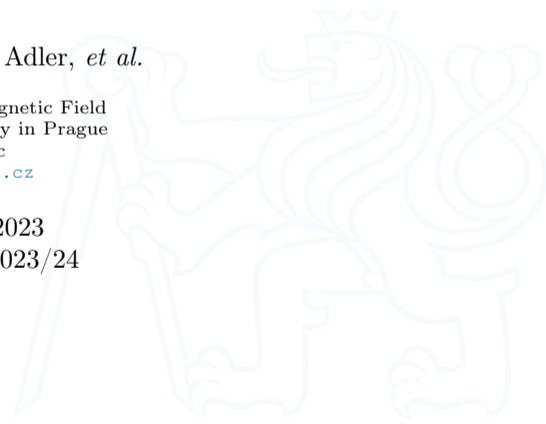 Adler, et al.
gnetic Field
y in Prague
c
.cz
2023
023/24